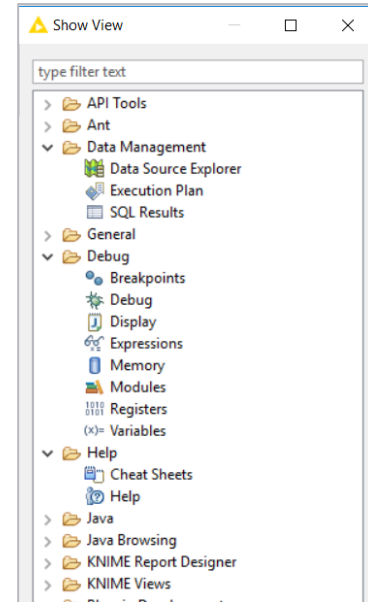 Show View
type filter text
API Tools
Ant
Data Management
Data Source Explorer
Execution Plan
SQL Results
General
Debug
Breakpoints
Debug
Display
Expressions
Memory
Modules
1010
0101 Registers
(x)= Variables
Help
Cheat Sheets
Help
Java
Java Browsing
KNIME Report Designer
KNIME Views